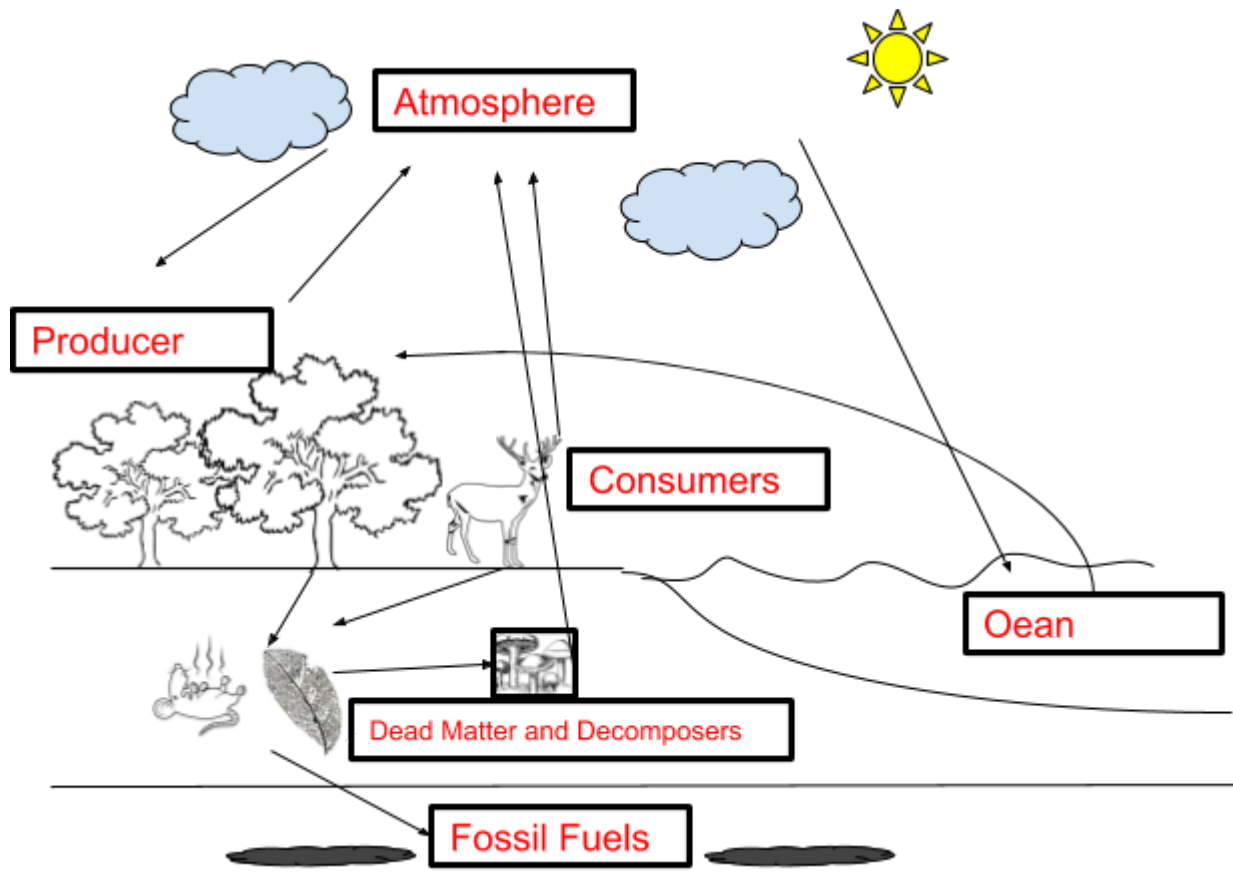 Atmosphere
Producer
Consumers
Oean
Dead Matter and Decomposers
Fossil Fuels